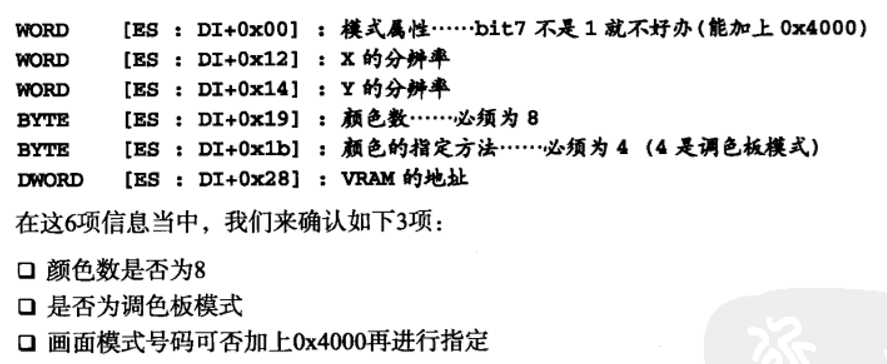 WORD [ES : DI+0x00] : 模式属性……bit7 不是 1 就不好办(能加上 0x4000)
WORD [ES : DI+0x12] : X 的分辨率
WORD [ES : DI+0x14] : Y 的分辨率
BYTE [ES : DI+0x19] : 颜色数……必须为 8
BYTE [ES : DI+0x1b] : 颜色的指定方法……必须为 4 (4 是调色板模式)
DWORD [ES : DI+0x28] : VRAM 的地址
在这6项信息当中，我们来确认如下3项：
❑ 颜色数是否为8
❑ 是否为调色板模式
❑ 画面模式号码可否加上0x4000再进行指定